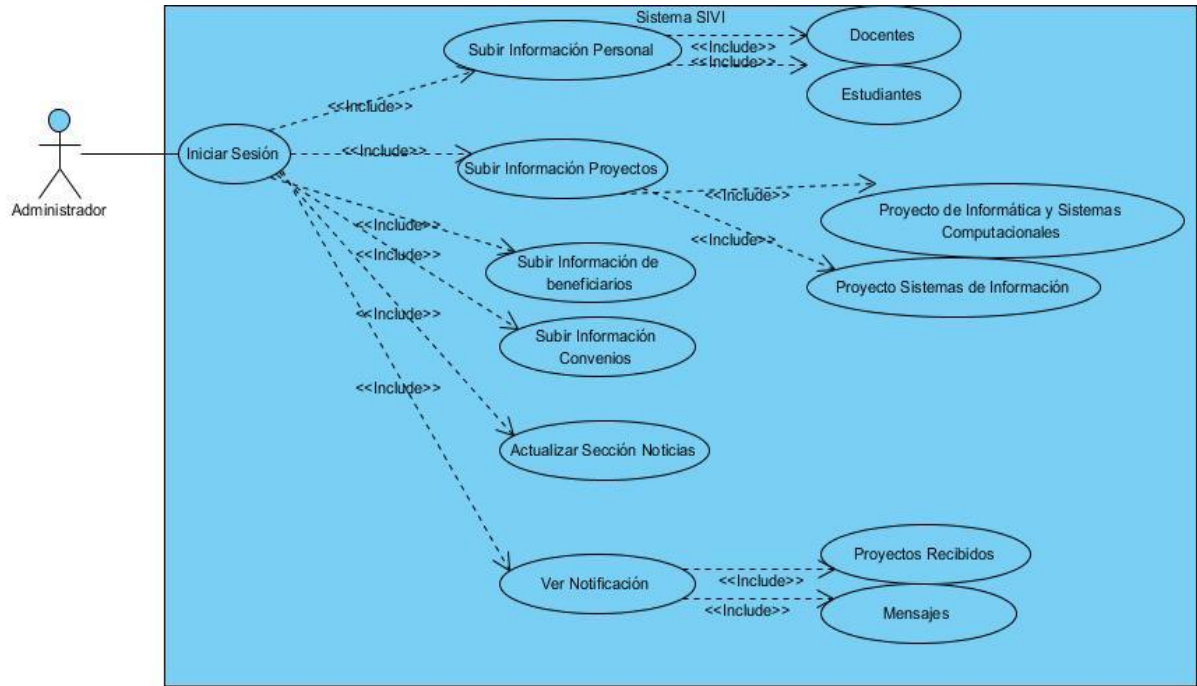 Sistema SIVI
Subir Información Personal
<<Include>>
<<Include>>
Docentes
Estudiantes
<<Include>>
Administrador
Iniciar Sesión
<<Include>>
Subir Información Proyectos
<<Include>>
<<Include>>
Proyecto de Informática y Sistemas
Computacionales
Proyecto Sistemas de Información
<<Include>>
Subir Información de
beneficiarios
<<Include>>
Subir Información
Convenios
<<Include>>
Actualizar Sección Noticias
<<Include>>
Ver Notificación
<<Include>>
<<Include>>
Proyectos Recibidos
Mensajes